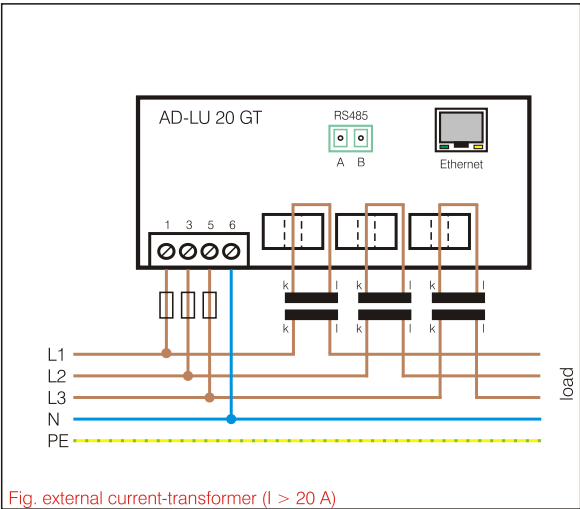 AD-LU 20 GT
RS485
A B
Ethernet
1 3 5 6
k l k l k l
k l k l k l
L1
L2
L3
N
PE
load
Fig. external current-transformer (I > 20 A)